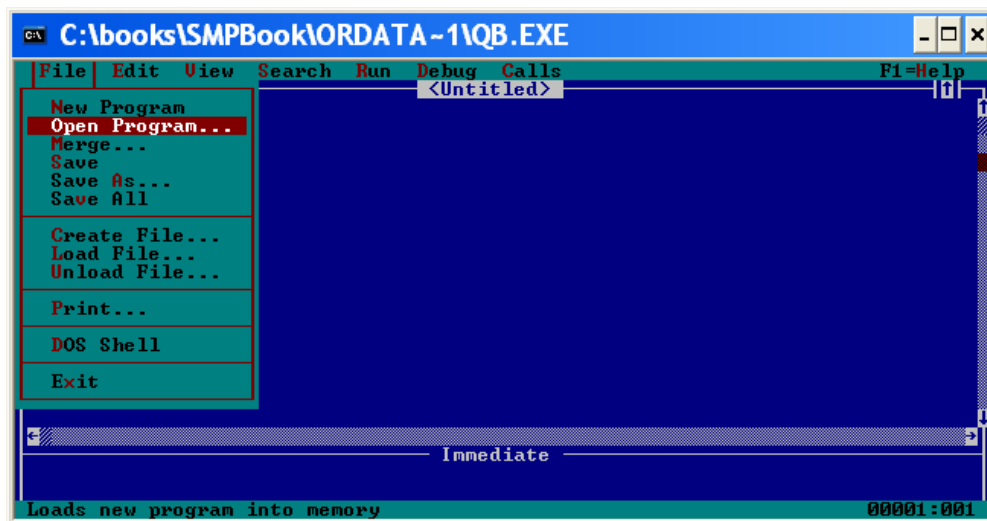 C:\books\SMPBook\ORDATA~1\QB.EXE
File Edit View Search Run Debug Calls F1=Help
<Untitled>
New Program
Open Program...
Merge...
Save
Save As...
Save All
Create File...
Load File...
Unload File...
Print...
DOS Shell
Exit
Immediate
Loads new program into memory 00001:001